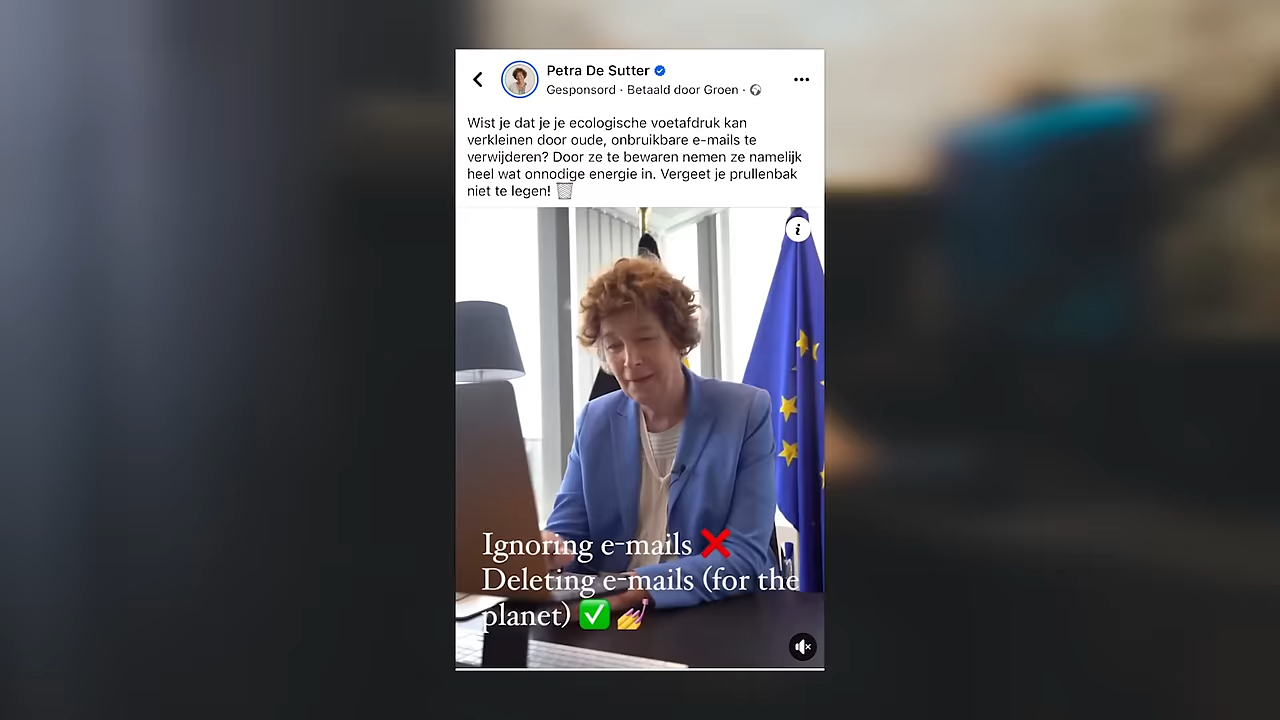 Petra De Sutter
Gesponsord · Betaald door Groen ·
Wist je dat je je ecologische voetafdruk kan
verkleinen door oude, onbruikbare e-mails te
verwijderen? Door ze te bewaren nemen ze namelijk
heel wat onnodige energie in. Vergeet je prullenbak
niet te legen! 🗑️
i
Ignoring e-mails ❌
Deleting e-mails (for the
planet) ✅ 💅